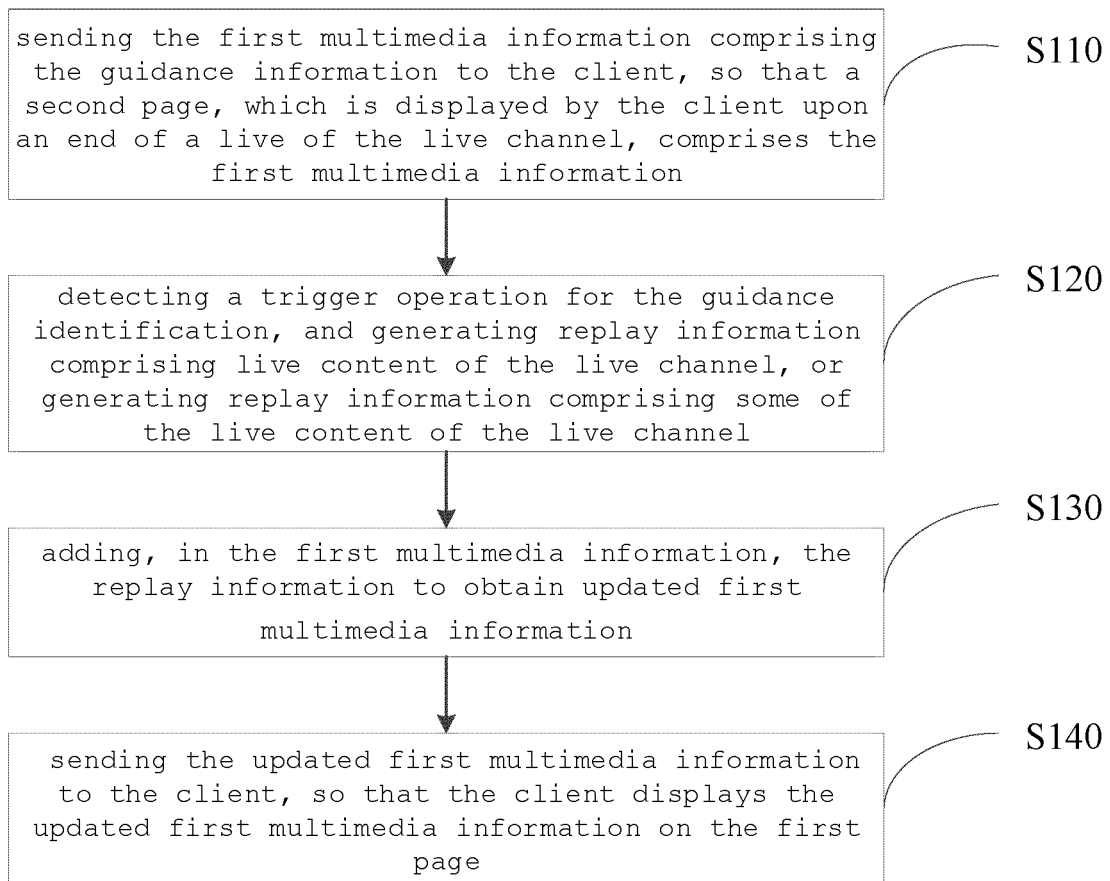 sending the first multimedia information comprising
the guidance information to the client, so that a
second page, which is displayed by the client upon
an end of a live of the live channel, comprises the
first multimedia information
S110
detecting a trigger operation for the guidance
identification, and generating replay information
comprising live content of the live channel, or
generating replay information comprising some of
the live content of the live channel
S120
adding, in the first multimedia information, the
replay information to obtain updated first
multimedia information
S130
sending the updated first multimedia information
to the client, so that the client displays the
updated first multimedia information on the first
page
S140